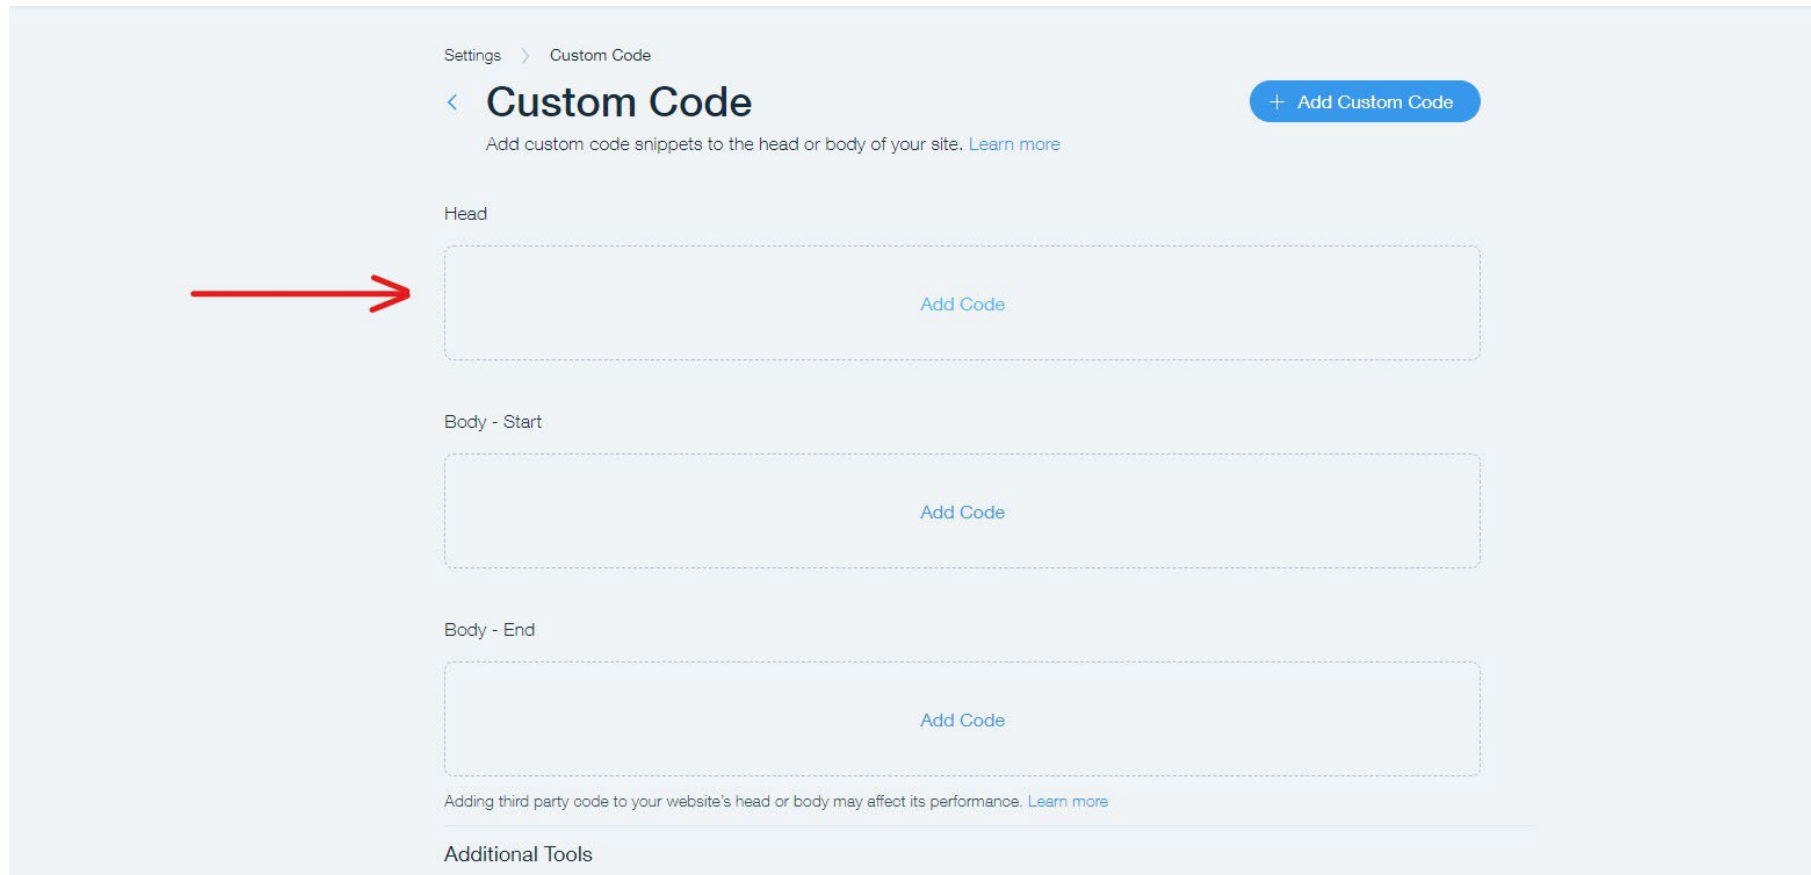 Settings > Custom Code
< Custom Code
+ Add Custom Code
Add custom code snippets to the head or body of your site. Learn more
Head
Add Code
Body - Start
Add Code
Body - End
Add Code
Adding third party code to your website's head or body may affect its performance. Learn more
Additional Tools